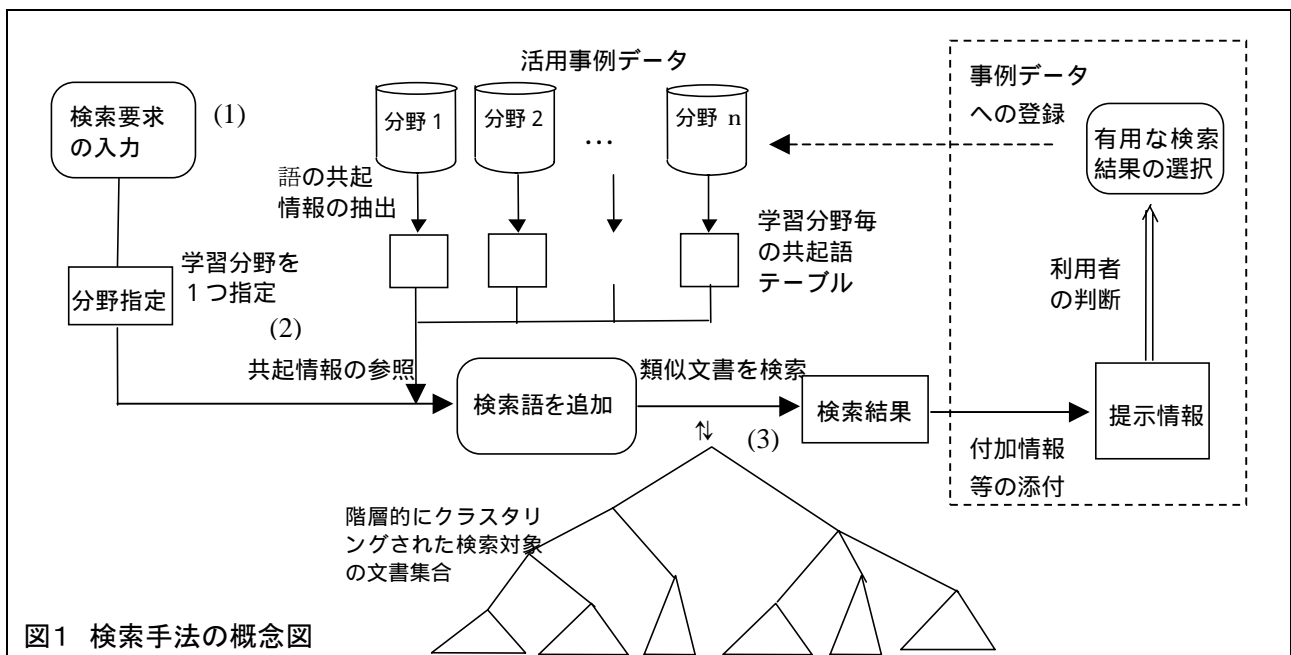 活用事例データ
検索要求
の入力
(1)
分野 1
分野 2
…
分野 n
事例データ
への登録
有用な検索
結果の選択
語の共起
情報の抽出
学習分野毎
の共起語
テーブル
学習分野を
1つ指定
分野指定
(2)
利用者
の判断
共起情報の参照
検索語を追加
類似文書を検索
検索結果
提示情報
(3)
付加情報
等の添付
階層的にクラスタリ
ングされた検索対象
の文書集合
図1 検索手法の概念図